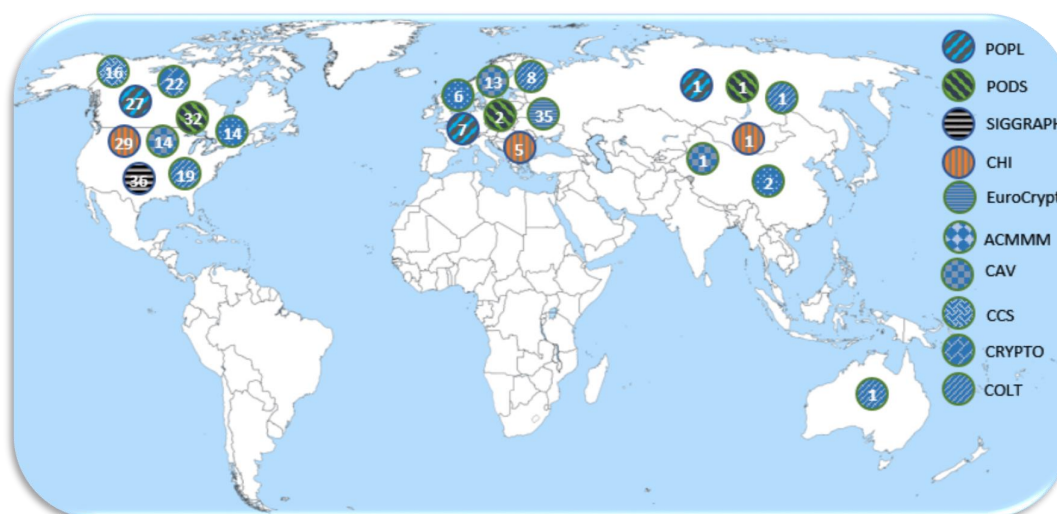 16
22
27
32
14
29
14
36
19
6
13
8
7
2
35
5
1
1
1
1
1
2
1
POPL
PODS
SIGGRAPH
CHI
EuroCrypt
ACMMM
CAV
CCS
CRYPTO
COLT